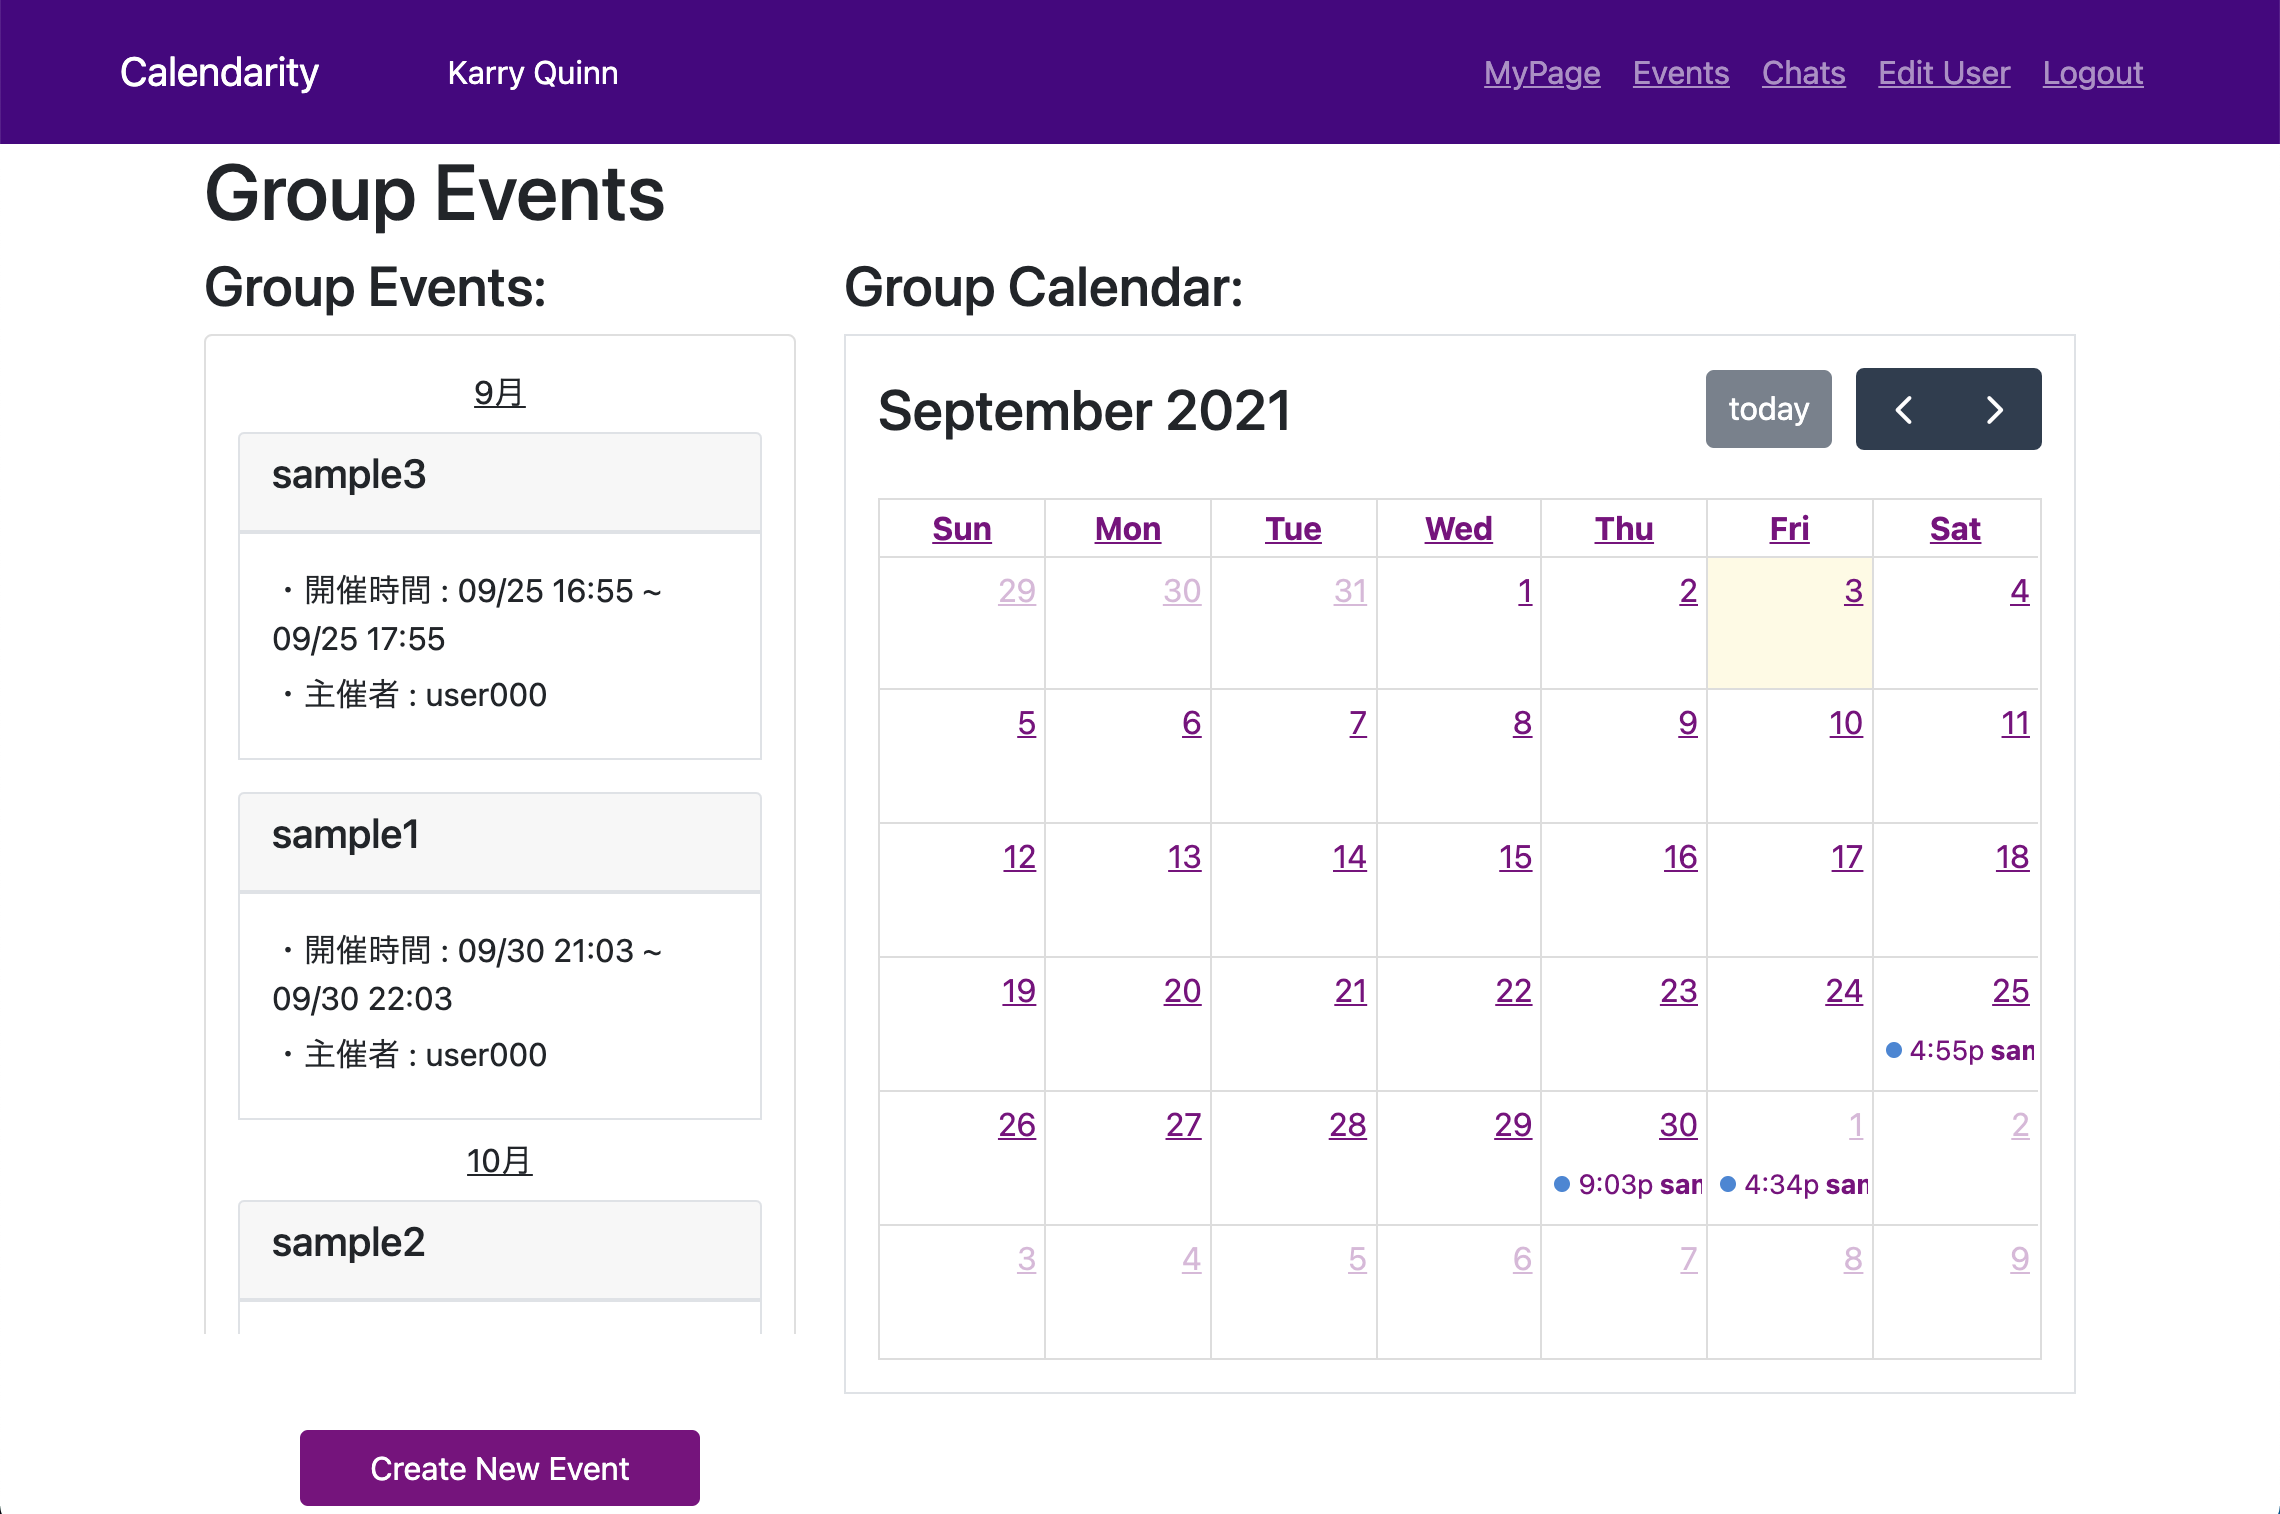 Calendarity Karry Quinn MyPage Events Chats Edit User Logout
Group Events
Group Events:
9月
sample3
・開催時間 : 09/25 16:55 ~
09/25 17:55
・主催者 : user000
sample1
・開催時間 : 09/30 21:03 ~
09/30 22:03
・主催者 : user000
10月
sample2
Create New Event
Group Calendar:
September 2021 today
Sun Mon Tue Wed Thu Fri Sat
29 30 31 1 2 3 4
5 6 7 8 9 10 11
12 13 14 15 16 17 18
19 20 21 22 23 24 25
4:55p sam
26 27 28 29 30 1 2
9:03p sam 4:34p sam
3 4 5 6 7 8 9